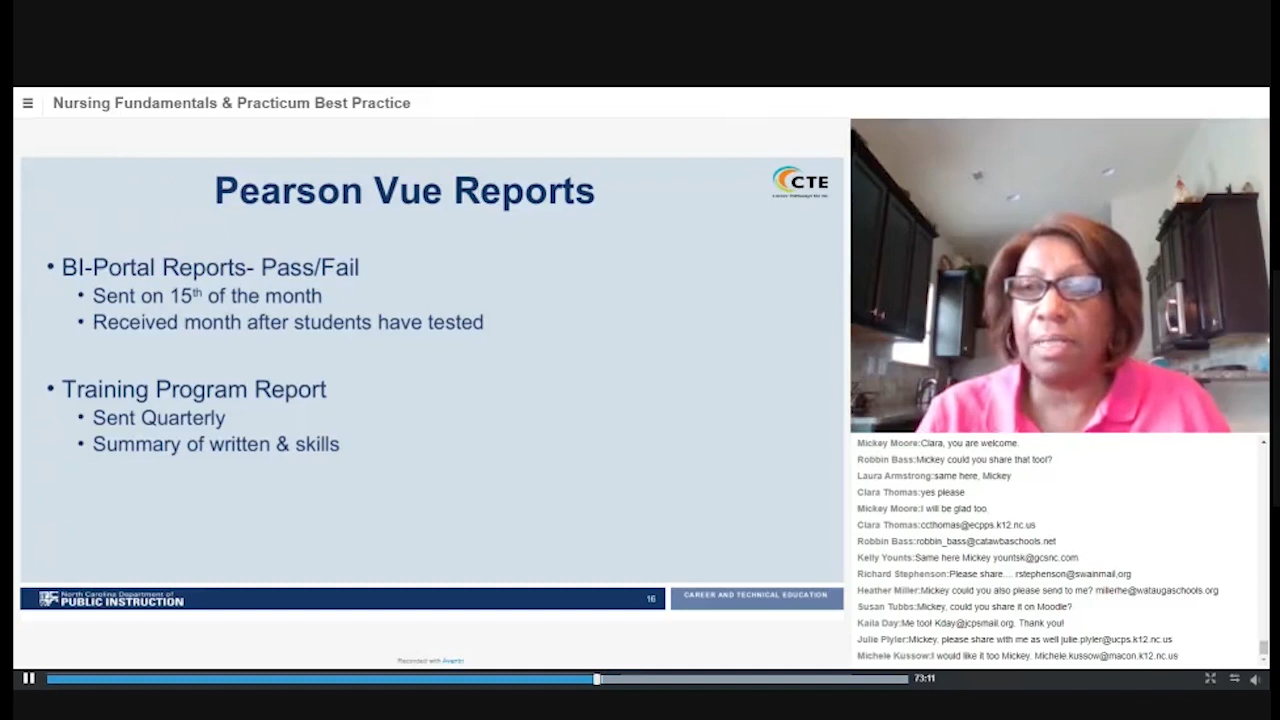 ☰ Nursing Fundamentals & Practicum Best Practice
Pearson Vue Reports
CTE
• BI-Portal Reports- Pass/Fail
• Sent on 15th of the month
• Received month after students have tested
• Training Program Report
• Sent Quarterly
• Summary of written & skills
North Carolina Department of
PUBLIC INSTRUCTION
16
CAREER AND TECHNICAL EDUCATION
Recorded with
Mickey Moore:Clara, you are welcome.
Robbin Bass:Mickey could you share that tool?
Laura Armstrong:same here, Mickey
Clara Thomas:yes please
Mickey Moore:I will be glad too.
Clara Thomas:ccthomas@ecpps.k12.nc.us
Robbin Bass:robbin_bass@catawbaschools.net
Kelly Younts:Same here Mickey yountsk@gcsnc.com
Richard Stephenson:Please share.... rstephenson@swainmail,org
Heather Miller:Mickey could you also please send to me? millerhe@wataugaschools.org
Susan Tubbs:Mickey, could you share it on Moodle?
Kaila Day:Me too! Kday@jcpsmail.org. Thank you!
Julie Plyler:Mickey, please share with me as well julie.plyler@ucps.k12.nc.us
Michele Kussow:I would like it too Mickey. Michele.kussow@macon.k12.nc.us
73:11